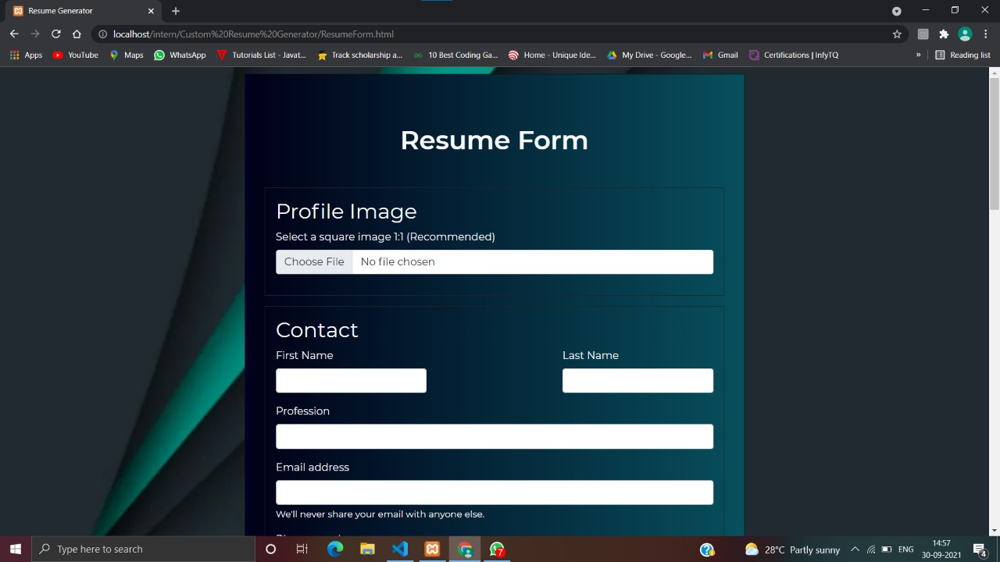 Resume Generator
localhost/intern/Custom%20Resume%20Generator/ResumeForm.html
Apps YouTube Maps WhatsApp Tutorials List - Javat... Track scholarship a... 10 Best Coding Ga... Home - Unique Ide... My Drive - Google... Gmail Certifications | InfyTQ » Reading list
Resume Form
Profile Image
Select a square image 1:1 (Recommended)
Choose File No file chosen
Contact
First Name Last Name
Profession
Email address
We'll never share your email with anyone else.
Type here to search
7
28°C Partly sunny
ENG
14:57
30-09-2021
4